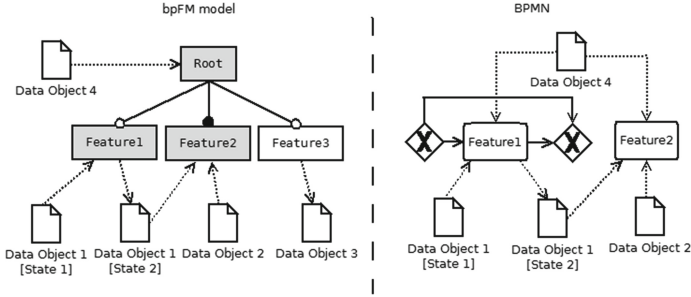 bpFM model
BPMN
Root
Data Object 4
Feature1
Feature2
Feature3
Data Object 1
[State 1]
Data Object 1
[State 2]
Data Object 2
Data Object 3
Data Object 4
X
Feature1
X
Feature2
Data Object 1
[State 1]
Data Object 1
[State 2]
Data Object 2